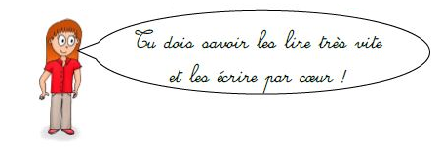 Tu dois savoir les lire très vite
et les écrire par cœur !